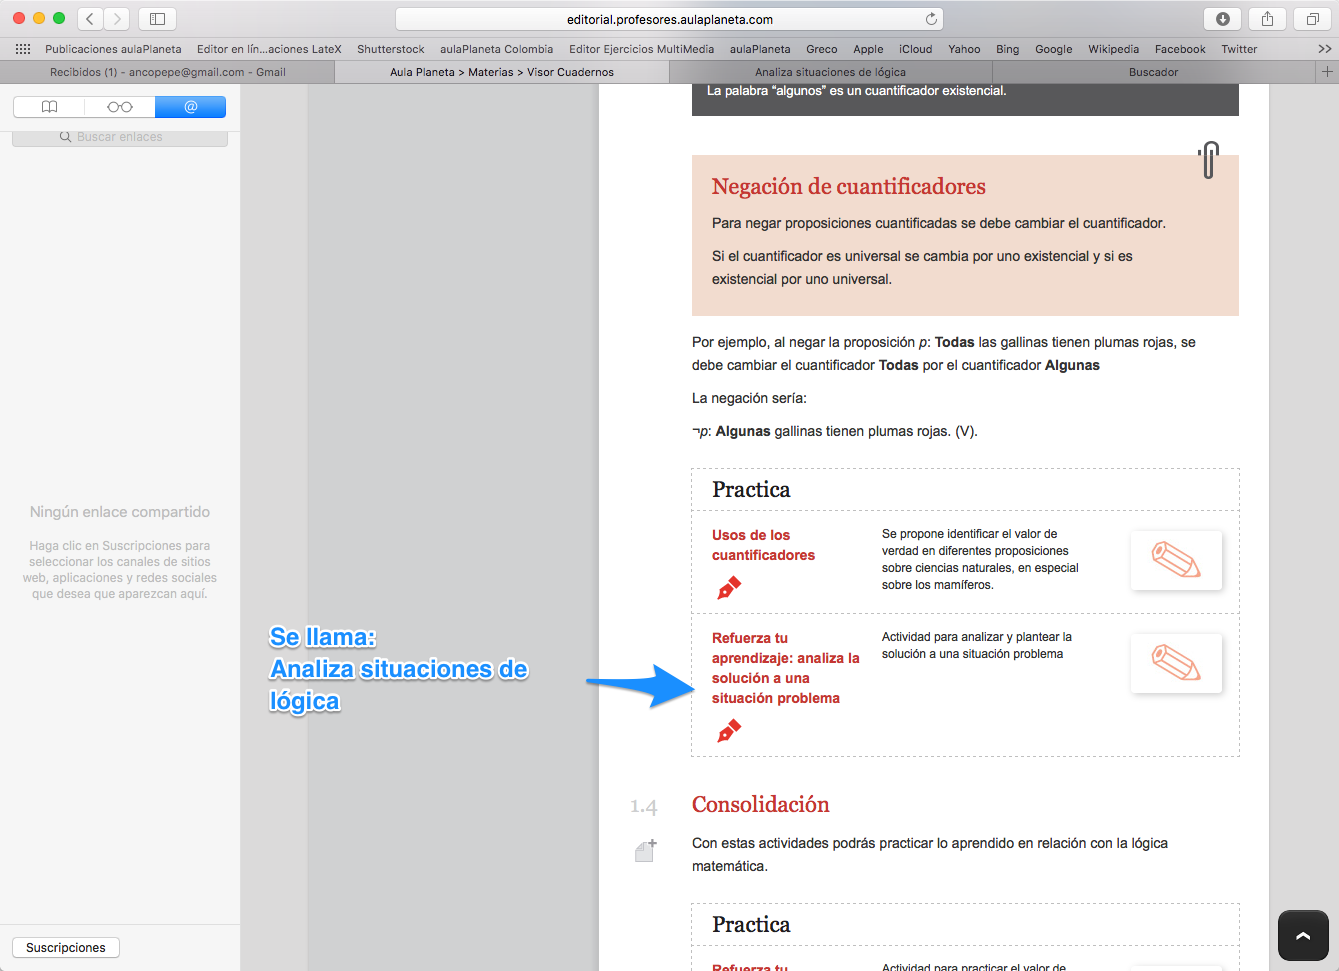 editorial.profesores.aulaplaneta.com
Publicaciones aulaPlaneta
Editor en lín...aciones LateX
Shutterstock
aulaPlaneta Colombia
Editor Ejercicios MultiMedia
aulaPlaneta
Greco
Apple
iCloud
Yahoo
Bing
Google
Wikipedia
Facebook
Twitter
>>
Recibidos (1) - ancopepe@gmail.com - Gmail
Aula Planeta > Materias > Visor Cuadernos
Analiza situaciones de lógica
Buscador
+
@
Buscar enlaces
Ningún enlace compartido
Haga clic en Suscripciones para
seleccionar los canales de sitios
web, aplicaciones y redes sociales
que desea que aparezcan aquí.
Suscripciones
Se llama:
Analiza situaciones de
lógica
La palabra “algunos” es un cuantificador existencial.
Negación de cuantificadores
Para negar proposiciones cuantificadas se debe cambiar el cuantificador.
Si el cuantificador es universal se cambia por uno existencial y si es
existencial por uno universal.
Por ejemplo, al negar la proposición p: Todas las gallinas tienen plumas rojas, se
debe cambiar el cuantificador Todas por el cuantificador Algunas
La negación sería:
¬p: Algunas gallinas tienen plumas rojas. (V).
Practica
Usos de los
cuantificadores
Se propone identificar el valor de
verdad en diferentes proposiciones
sobre ciencias naturales, en especial
sobre los mamíferos.
Refuerza tu
aprendizaje: analiza la
solución a una
situación problema
Actividad para analizar y plantear la
solución a una situación problema
1.4 Consolidación
Con estas actividades podrás practicar lo aprendido en relación con la lógica
matemática.
Practica
Refuerza tu
Actividad para practicar el valor de